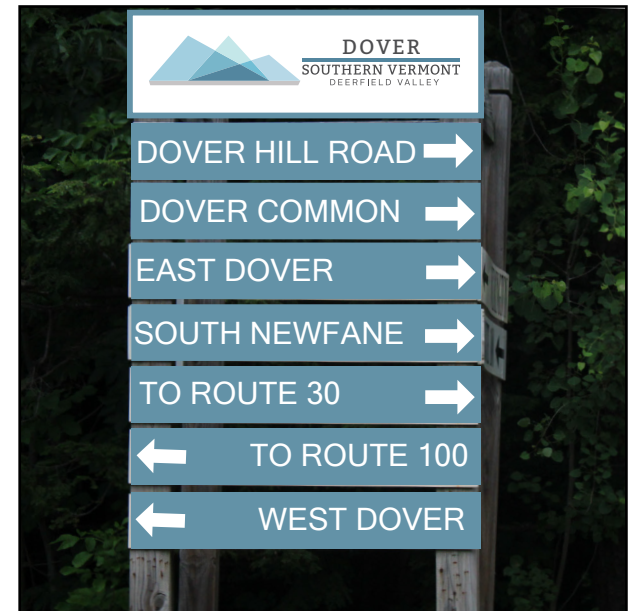 DOVER
SOUTHERN VERMONT
DEERFIELD VALLEY
DOVER HILL ROAD
DOVER COMMON
EAST DOVER
SOUTH NEWFANE
TO ROUTE 30
TO ROUTE 100
WEST DOVER